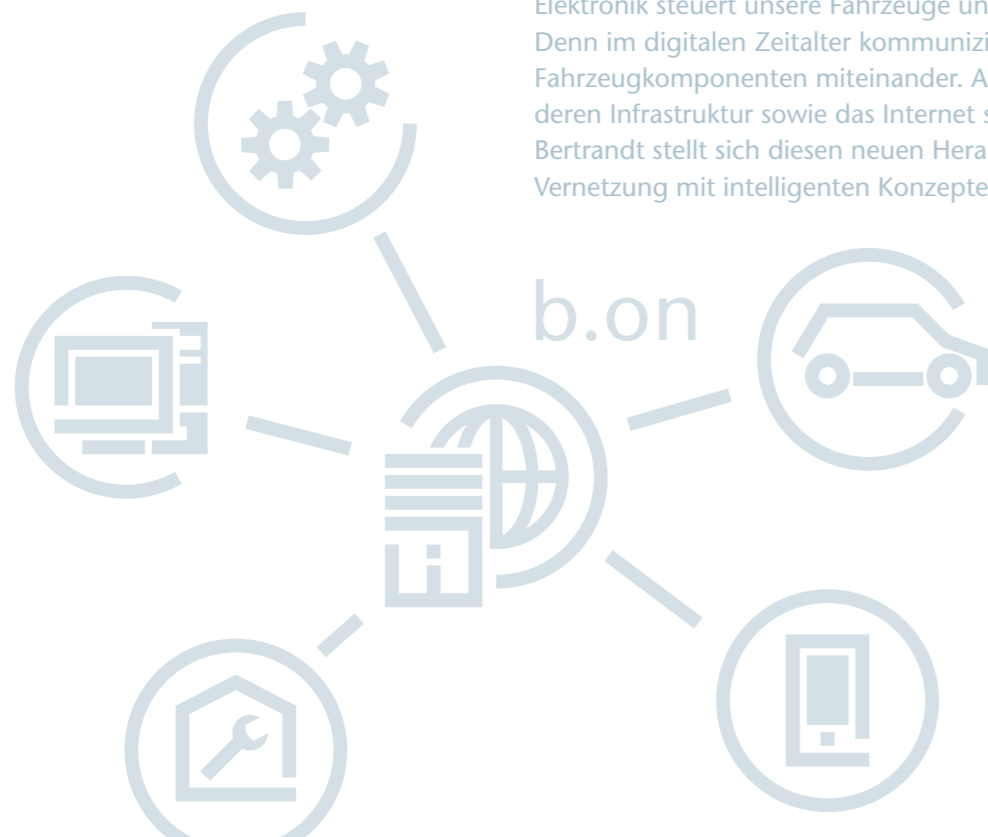 Elektronik steuert unsere Fahrzeuge un
Denn im digitalen Zeitalter kommunizi
Fahrzeugkomponenten miteinander. A
deren Infrastruktur sowie das Internet s
Bertrandt stellt sich diesen neuen Hera
Vernetzung mit intelligenten Konzepte
b.on